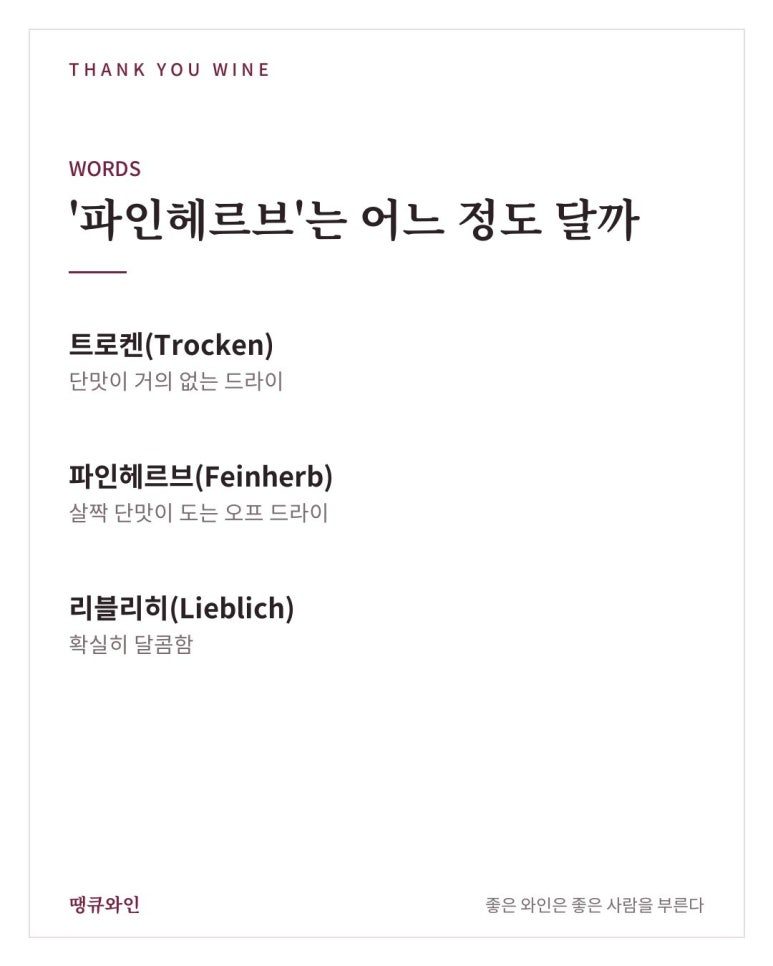 THANK YOU WINE
WORDS
'파인헤르브'는 어느 정도 달까
트로켄(Trocken)
단맛이 거의 없는 드라이
파인헤르브(Feinherb)
살짝 단맛이 도는 오프 드라이
리블리히(Lieblich)
확실히 달콤함
땡큐와인
좋은 와인은 좋은 사람을 부른다